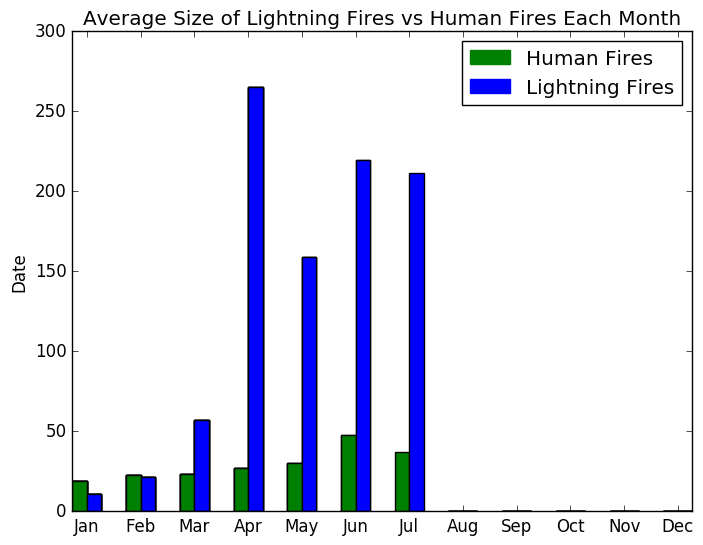 Average Size of Lightning Fires vs Human Fires Each Month
300
Human Fires
Lightning Fires
250
200
150
100
50
0
Date
Jan Feb Mar Apr May Jun Jul Aug Sep Oct Nov Dec